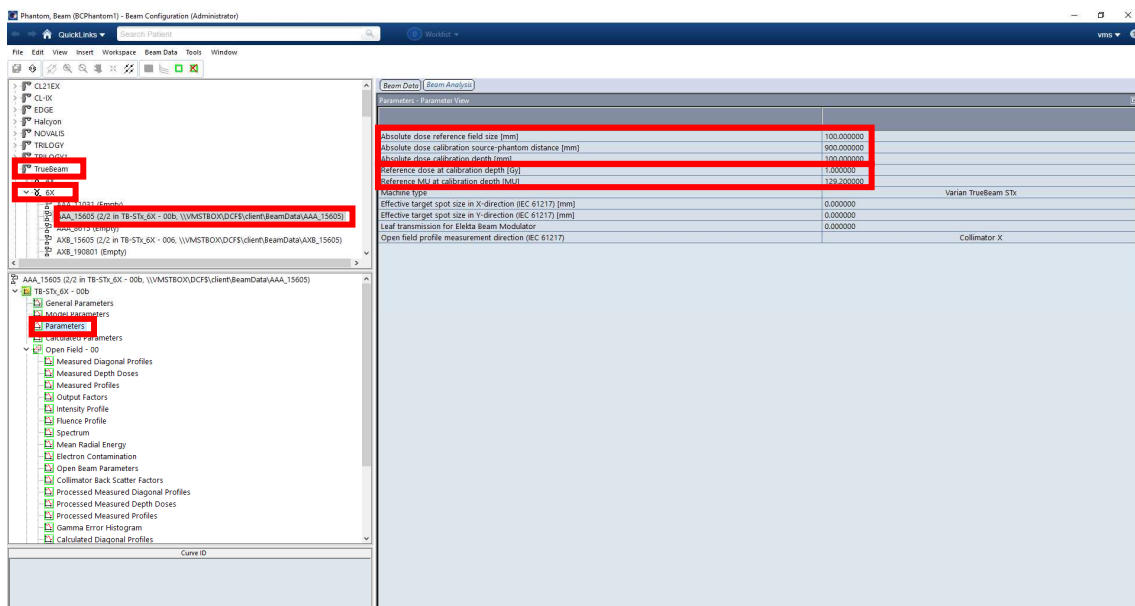 Phantom, Beam (BCPhantom1) - Beam Configuration (Administrator)
QuickLinks
Search Patient
0
Worklist
vms
File Edit View Insert Workspace Beam Data Tools Window
CL21EX
CL-IX
EDGE
Halcyon
NOVALIS
TRILOGY
TRILOGY1
TrueBeam
6X
AAA_11031 (Empty)
AAA_15605 (2/2 in TB-STx_6X - 00b, \\VMSTBOX\DCF$\client\BeamData\AAA_15605)
AAA_8615 (Empty)
AXB_15605 (2/2 in TB-STx_6X - 006, \\VMSTBOX\DCF$\client\BeamData\AXB_15605)
AXB_190801 (Empty)
AAA_15605 (2/2 in TB-STx_6X - 00b, \\VMSTBOX\DCF$\client\BeamData\AAA_15605)
TB-STx_6X - 00b
General Parameters
Model Parameters
Parameters
Calculated Parameters
Open Field - 00
Measured Diagonal Profiles
Measured Depth Doses
Measured Profiles
Output Factors
Intensity Profile
Fluence Profile
Spectrum
Mean Radial Energy
Electron Contamination
Open Beam Parameters
Collimator Back Scatter Factors
Processed Measured Diagonal Profiles
Processed Measured Depth Doses
Processed Measured Profiles
Gamma Error Histogram
Calculated Diagonal Profiles
Curve ID
Beam Data Beam Analysis
Parameters - Parameter View
Absolute dose reference field size [mm] 100.000000
Absolute dose calibration source-phantom distance [mm] 900.000000
Absolute dose calibration depth [mm] 100.000000
Reference dose at calibration depth [Gy] 1.000000
Reference MU at calibration depth [MU] 129.200000
Machine type Varian TrueBeam STx
Effective target spot size in X-direction (IEC 61217) [mm] 0.000000
Effective target spot size in Y-direction (IEC 61217) [mm] 0.000000
Leaf transmission for Elekta Beam Modulator 0.000000
Open field profile measurement direction (IEC 61217) Collimator X